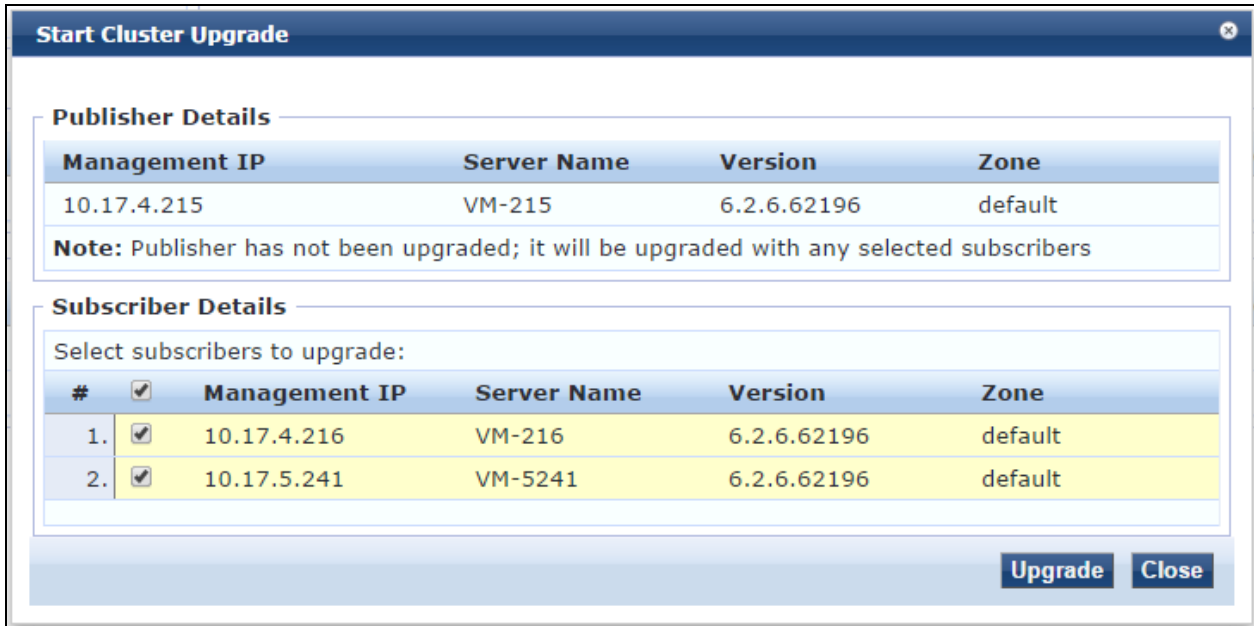 Start Cluster Upgrade
Publisher Details
Management IP Server Name Version Zone
10.17.4.215 VM-215 6.2.6.62196 default
Note: Publisher has not been upgraded; it will be upgraded with any selected subscribers
Subscriber Details
Select subscribers to upgrade:
# Management IP Server Name Version Zone
1. 10.17.4.216 VM-216 6.2.6.62196 default
2. 10.17.5.241 VM-5241 6.2.6.62196 default
Upgrade Close